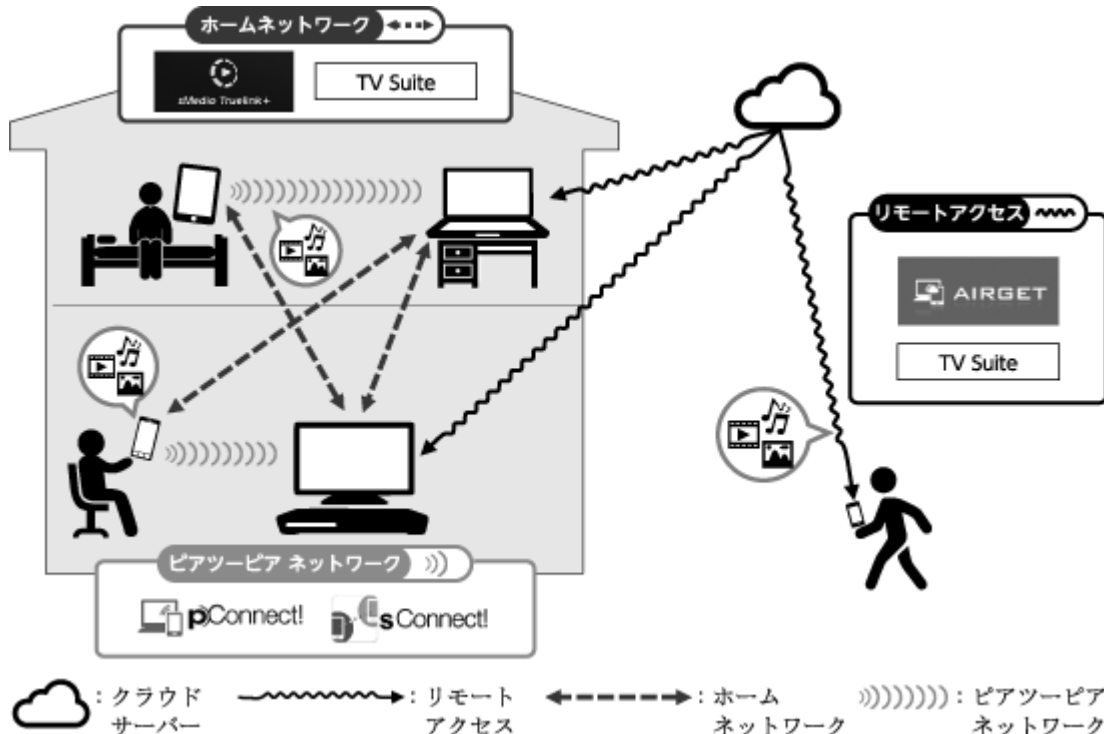 ホームネットワーク
sMedio Truelink+
TV Suite
リモートアクセス
AIRGET
TV Suite
ピアツーピア ネットワーク
pConnect!
sConnect!
：クラウド
サーバー
：リモート
アクセス
：ホーム
ネットワーク
：ピアツーピア
ネットワーク